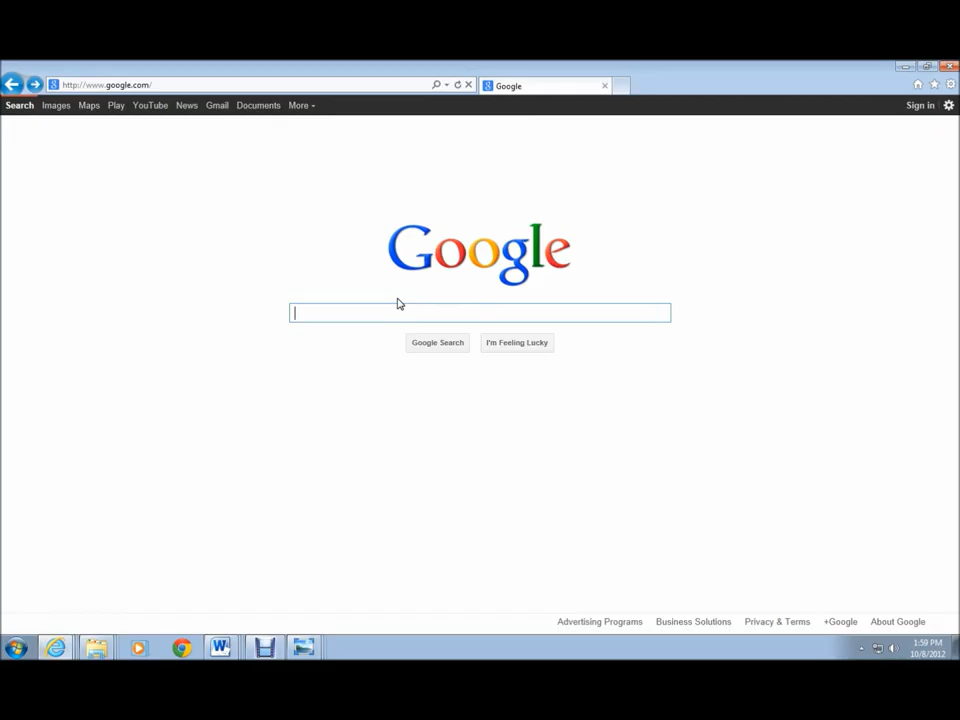 http://www.google.com/
Google
Search Images Maps Play YouTube News Gmail Documents More
Sign in
Google
Google Search I'm Feeling Lucky
Advertising Programs Business Solutions Privacy & Terms +Google About Google
1:59 PM
10/8/2012